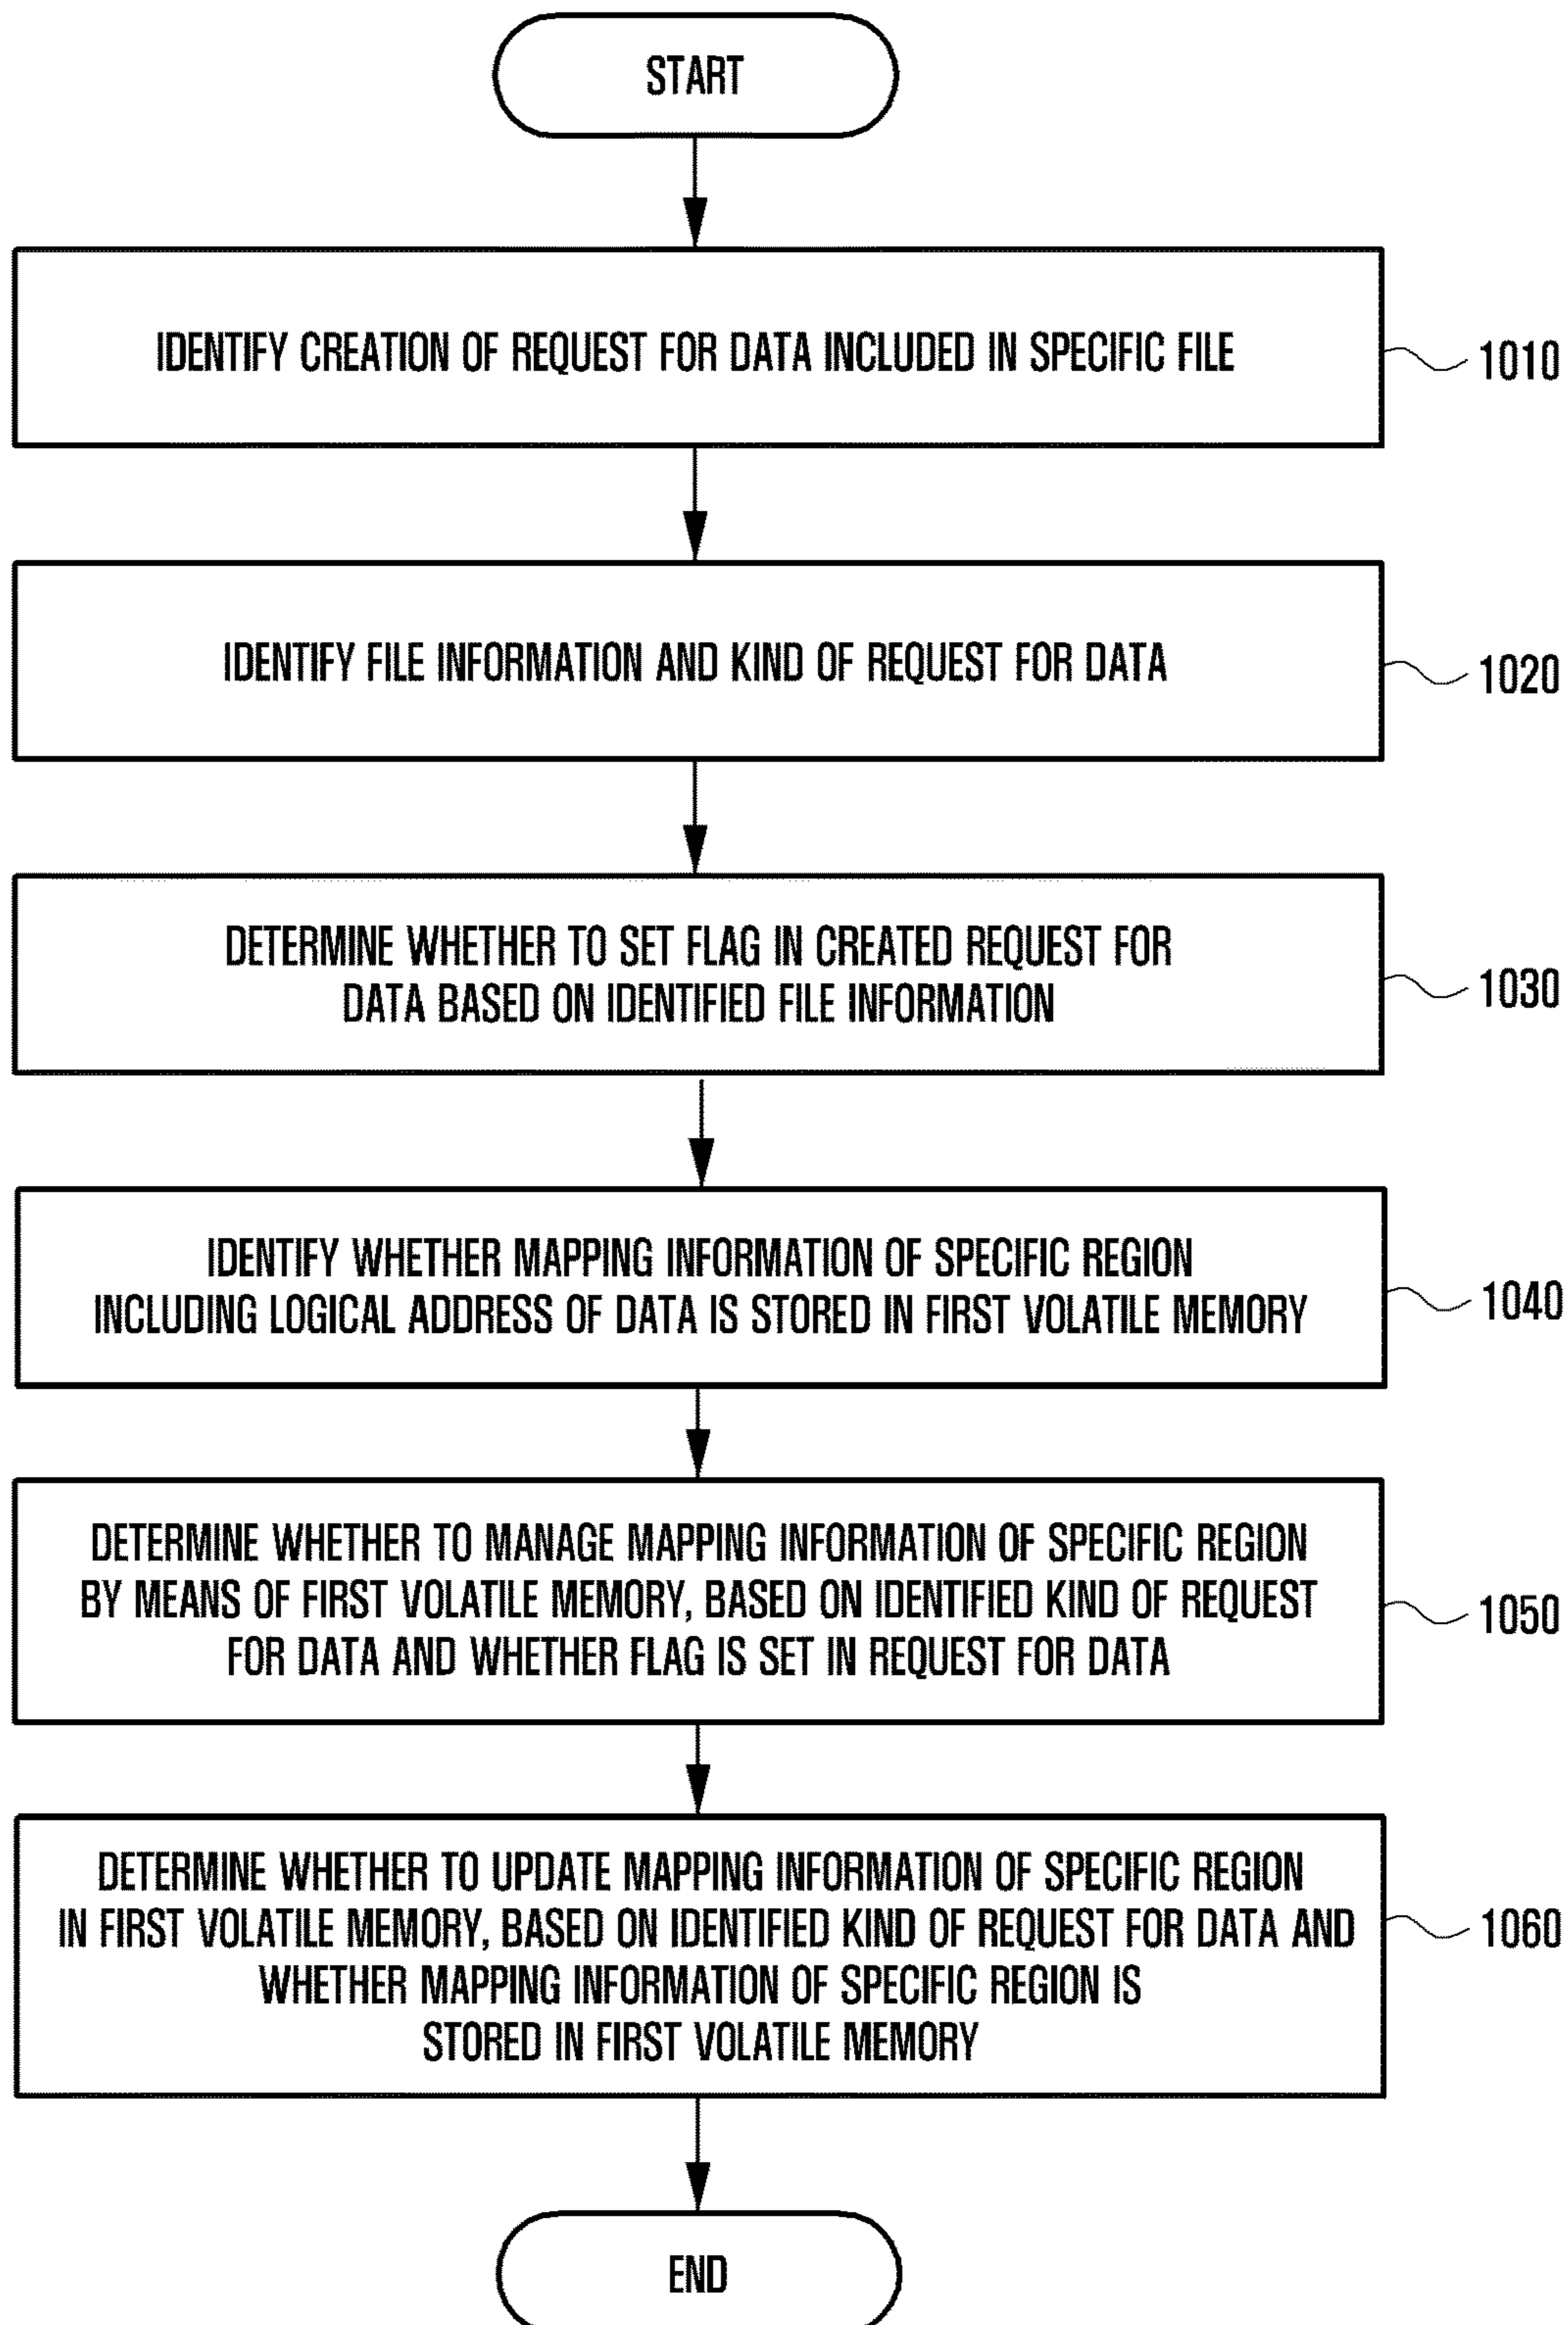 START
IDENTIFY CREATION OF REQUEST FOR DATA INCLUDED IN SPECIFIC FILE
1010
IDENTIFY FILE INFORMATION AND KIND OF REQUEST FOR DATA
1020
DETERMINE WHETHER TO SET FLAG IN CREATED REQUEST FOR
DATA BASED ON IDENTIFIED FILE INFORMATION
1030
IDENTIFY WHETHER MAPPING INFORMATION OF SPECIFIC REGION
INCLUDING LOGICAL ADDRESS OF DATA IS STORED IN FIRST VOLATILE MEMORY
1040
DETERMINE WHETHER TO MANAGE MAPPING INFORMATION OF SPECIFIC REGION
BY MEANS OF FIRST VOLATILE MEMORY, BASED ON IDENTIFIED KIND OF REQUEST
FOR DATA AND WHETHER FLAG IS SET IN REQUEST FOR DATA
1050
DETERMINE WHETHER TO UPDATE MAPPING INFORMATION OF SPECIFIC REGION
IN FIRST VOLATILE MEMORY, BASED ON IDENTIFIED KIND OF REQUEST FOR DATA AND
WHETHER MAPPING INFORMATION OF SPECIFIC REGION IS
STORED IN FIRST VOLATILE MEMORY
1060
END